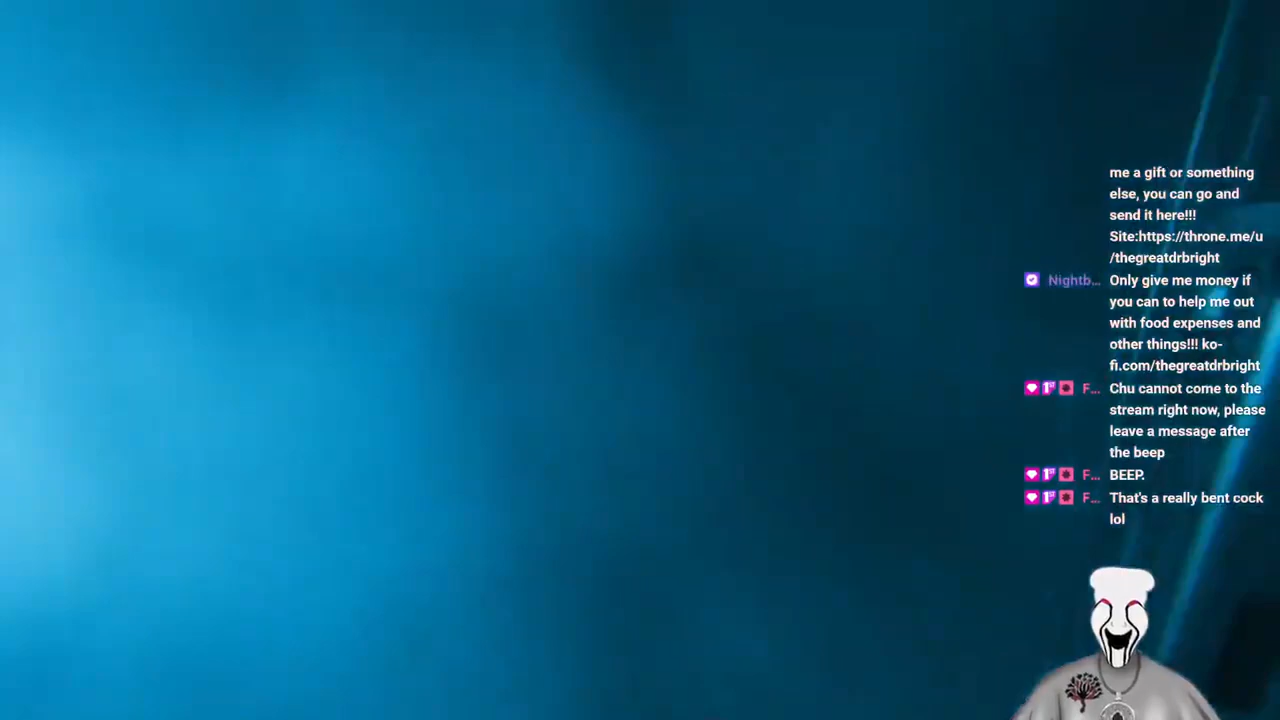 me a gift or something
else, you can go and
send it here!!!
Site:https://throne.me/u
/thegreatdrbright
Nightb... Only give me money if
you can to help me out
with food expenses and
other things!!! ko-
fi.com/thegreatdrbright
F... Chu cannot come to the
stream right now, please
leave a message after
the beep
F... BEEP.
F... That's a really bent cock
lol